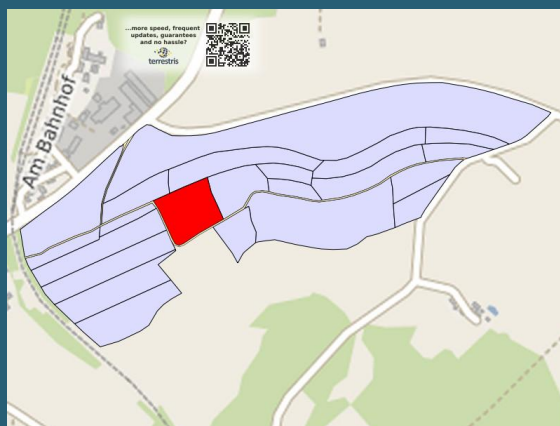 ...more speed, frequent
updates, guarantees
and no hassle?
terrestris
Am Bahnhof